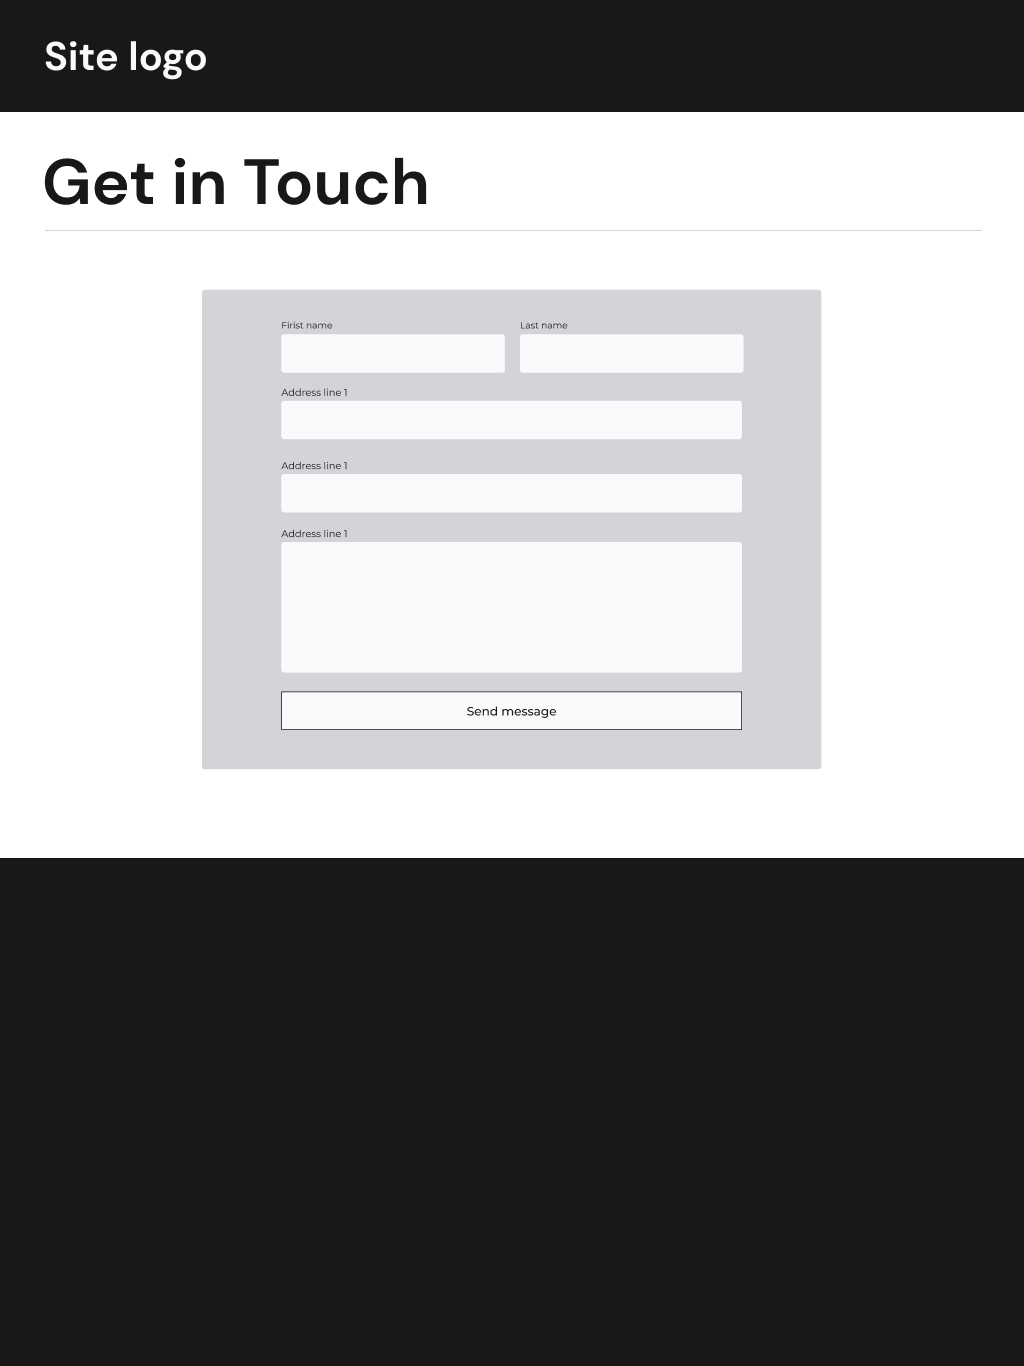 Site logo
Get in Touch
Firist name Last name
Address line 1
Address line 1
Address line 1
Send message